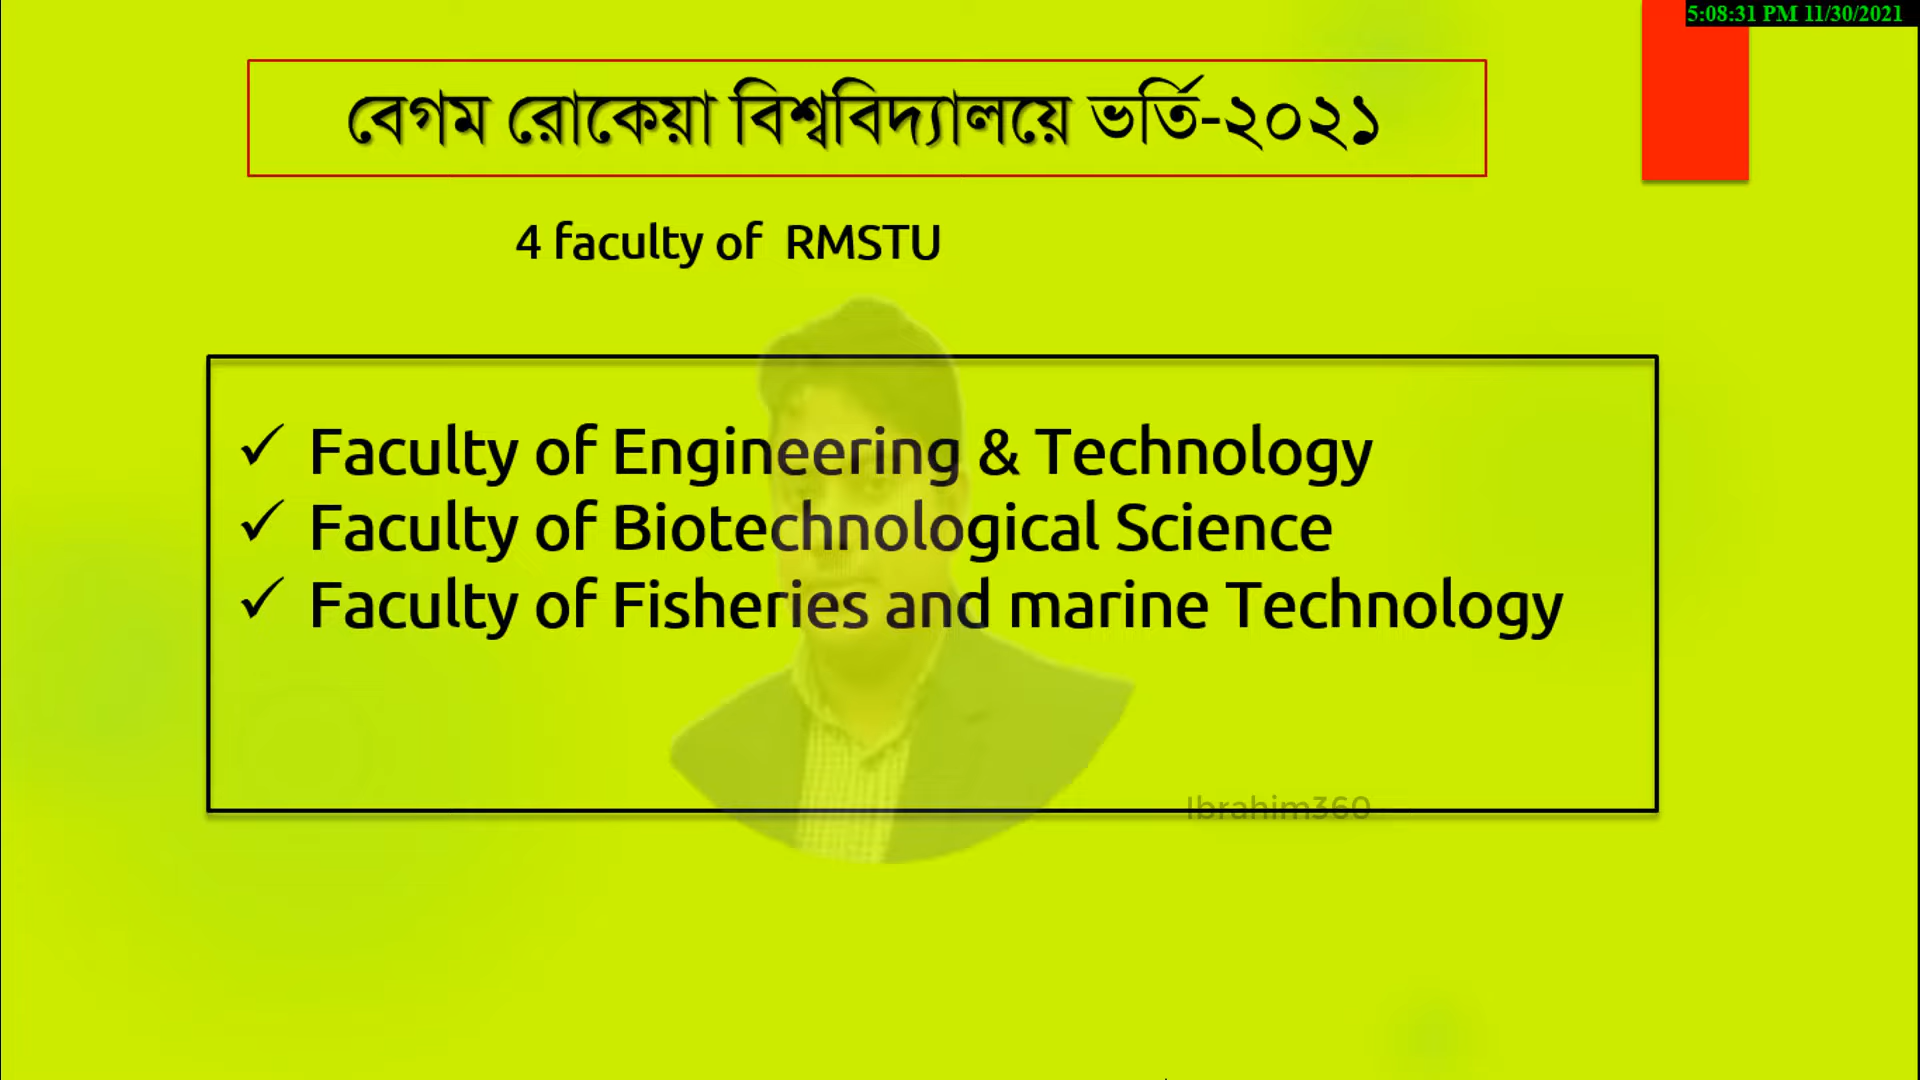 5:08:31 PM 11/30/2021
বেগম রোকেয়া বিশ্ববিদ্যালয়ে ভর্তি-২০২১
4 faculty of RMSTU
✓ Faculty of Engineering & Technology
✓ Faculty of Biotechnological Science
✓ Faculty of Fisheries and marine Technology
Ibrahim360